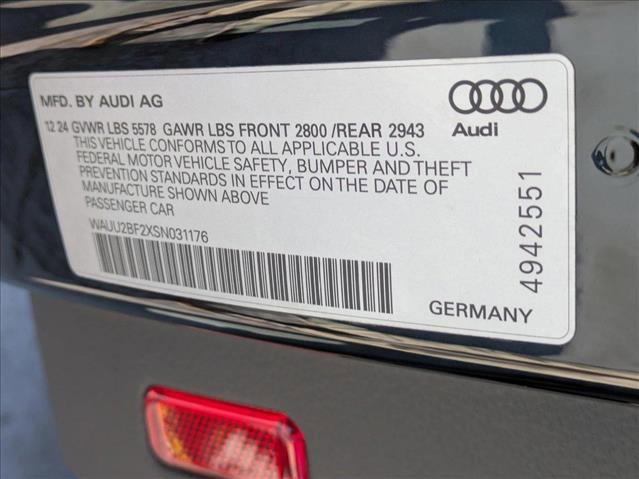 MFD. BY AUDI AG
12 24 GVWR LBS 5578 GAWR LBS FRONT 2800 /REAR 2943
THIS VEHICLE CONFORMS TO ALL APPLICABLE U.S.
FEDERAL MOTOR VEHICLE SAFETY, BUMPER AND THEFT
PREVENTION STANDARDS IN EFFECT ON THE DATE OF
MANUFACTURE SHOWN ABOVE
PASSENGER CAR
WAUU2BF2XSN031176
Audi
4942551
GERMANY